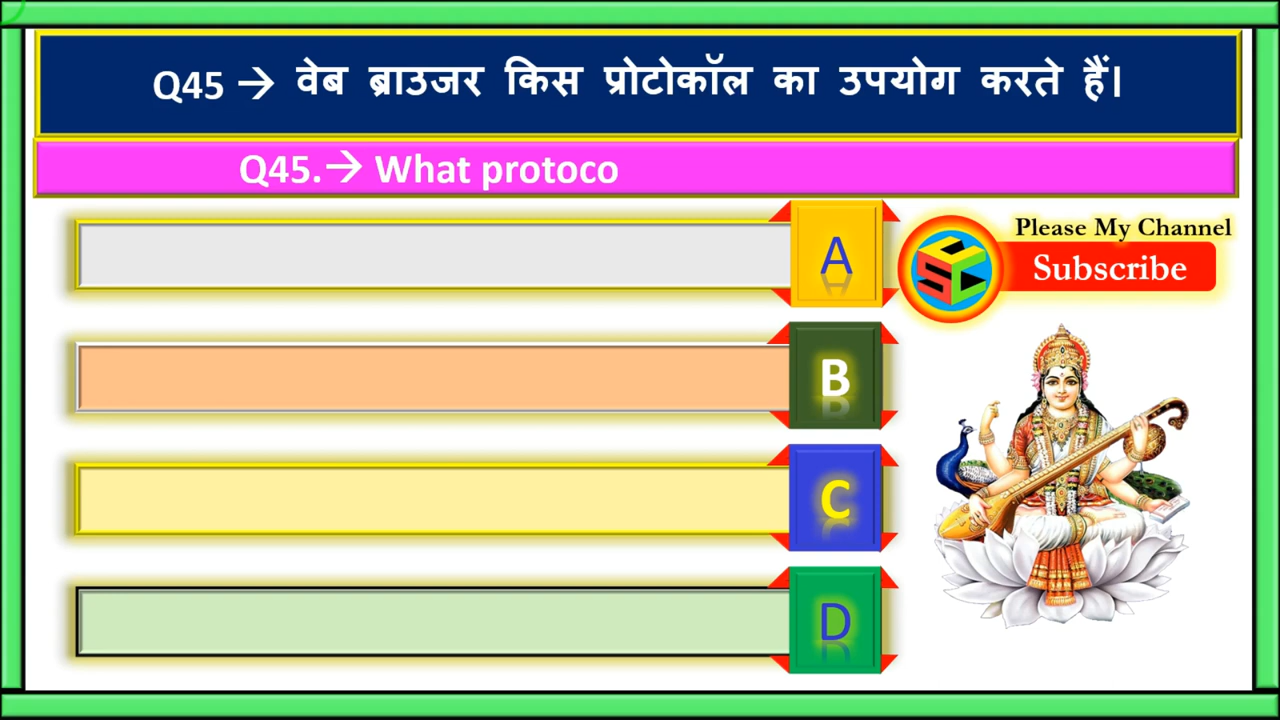 Q45 → वेब ब्राउजर किस प्रोटोकॉल का उपयोग करते हैं।
Q45.→ What protoco
A
Please My Channel
Subscribe
B
C
D